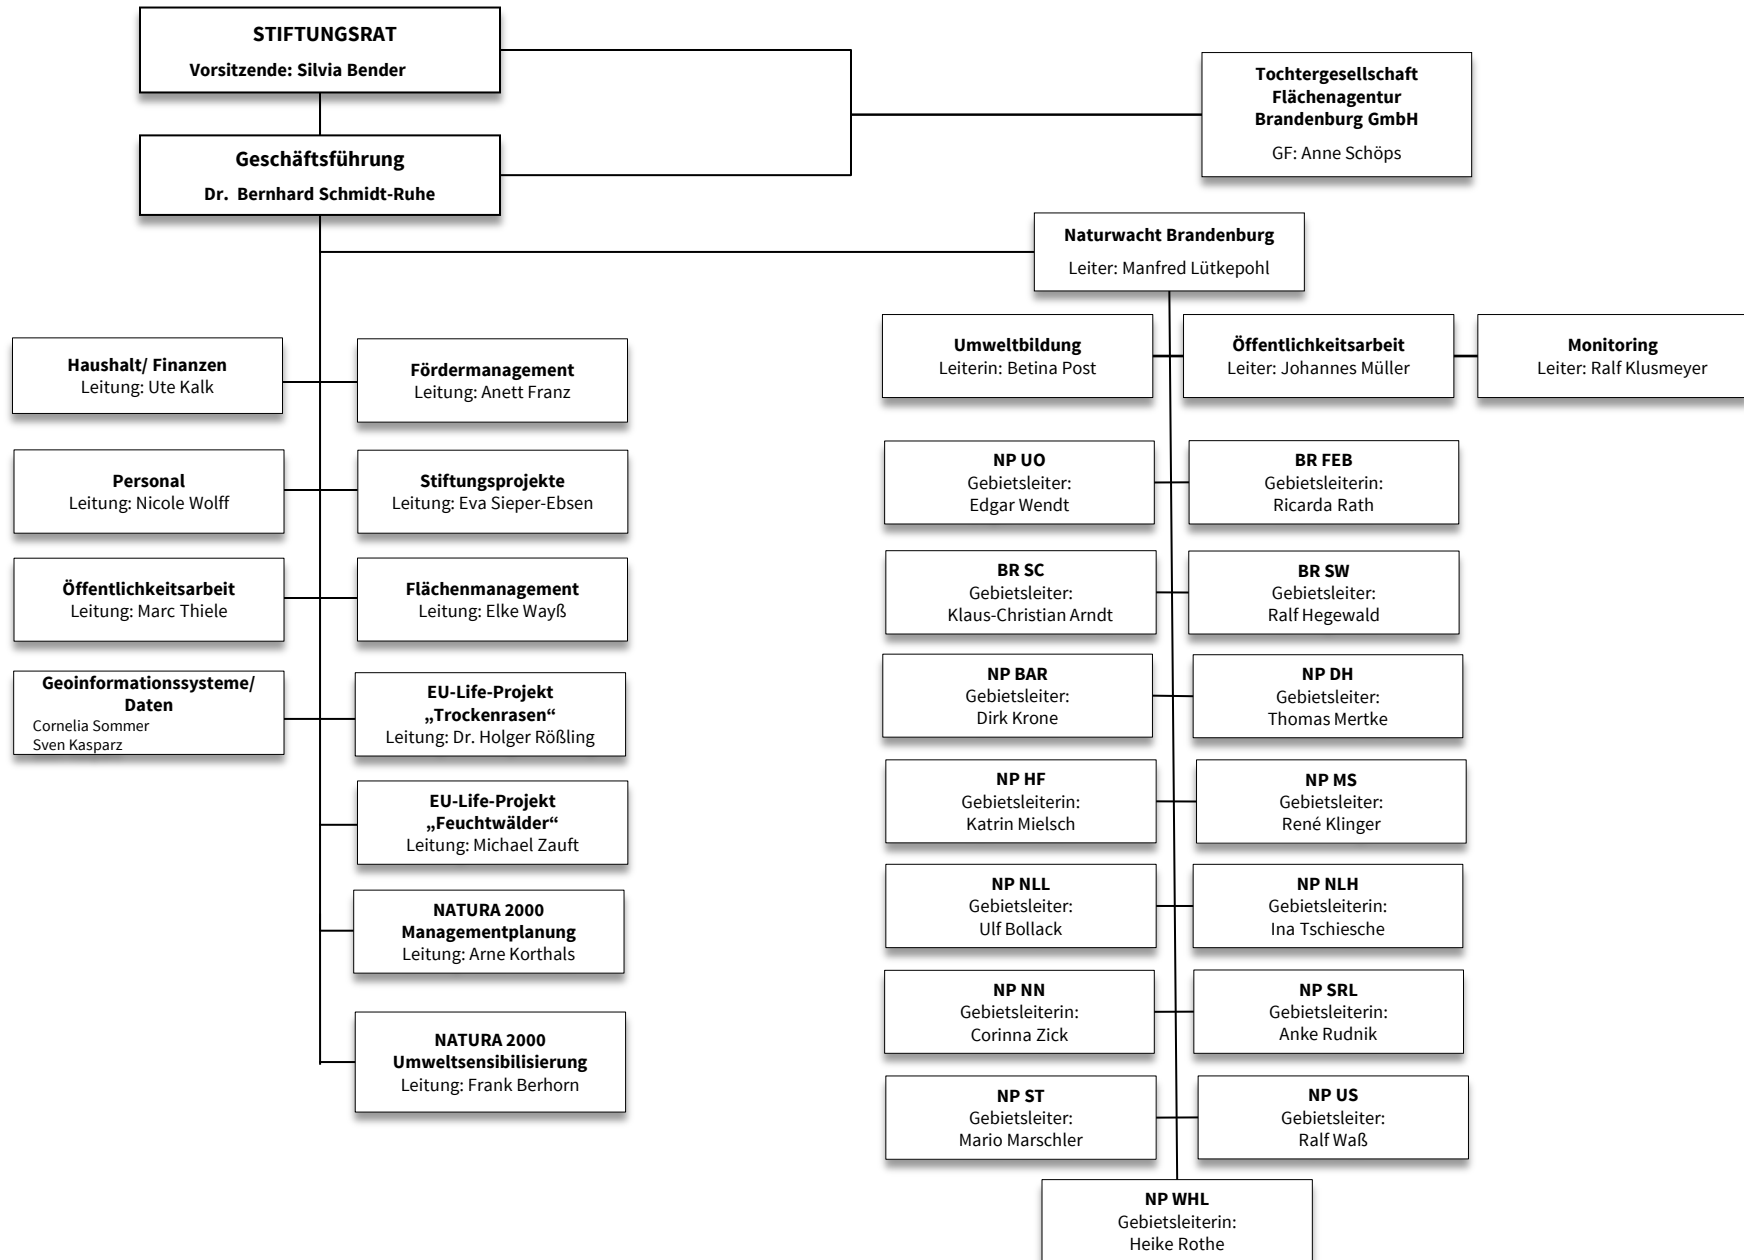 STIFTUNGSRAT
Vorsitzende: Silvia Bender
Tochtergesellschaft
Flächenagentur
Brandenburg GmbH
GF: Anne Schöps
Geschäftsführung
Dr. Bernhard Schmidt-Ruhe
Naturwacht Brandenburg
Leiter: Manfred Lütkepohl
Haushalt/ Finanzen
Leitung: Ute Kalk
Fördermanagement
Leitung: Anett Franz
Personal
Leitung: Nicole Wolff
Stiftungsprojekte
Leitung: Eva Sieper-Ebsen
Öffentlichkeitsarbeit
Leitung: Marc Thiele
Flächenmanagement
Leitung: Elke Wayß
Geoinformationssysteme/
Daten
Cornelia Sommer
Sven Kasparz
EU-Life-Projekt
„Trockenrasen“
Leitung: Dr. Holger Rößling
EU-Life-Projekt
„Feuchtwälder“
Leitung: Michael Zauft
NATURA 2000
Managementplanung
Leitung: Arne Korthals
NATURA 2000
Umweltsensibilisierung
Leitung: Frank Berhorn
Umweltbildung
Leiterin: Betina Post
Öffentlichkeitsarbeit
Leiter: Johannes Müller
Monitoring
Leiter: Ralf Klusmeyer
NP UO
Gebietsleiter:
Edgar Wendt
BR FEB
Gebietsleiterin:
Ricarda Rath
BR SC
Gebietsleiter:
Klaus-Christian Arndt
BR SW
Gebietsleiter:
Ralf Hegewald
NP BAR
Gebietsleiter:
Dirk Krone
NP DH
Gebietsleiter:
Thomas Mertke
NP HF
Gebietsleiterin:
Katrin Mielsch
NP MS
Gebietsleiter:
René Klinger
NP NLL
Gebietsleiter:
Ulf Bollack
NP NLH
Gebietsleiterin:
Ina Tschiesche
NP NN
Gebietsleiterin:
Corinna Zick
NP SRL
Gebietsleiterin:
Anke Rudnik
NP ST
Gebietsleiter:
Mario Marschler
NP US
Gebietsleiter:
Ralf Waß
NP WHL
Gebietsleiterin:
Heike Rothe